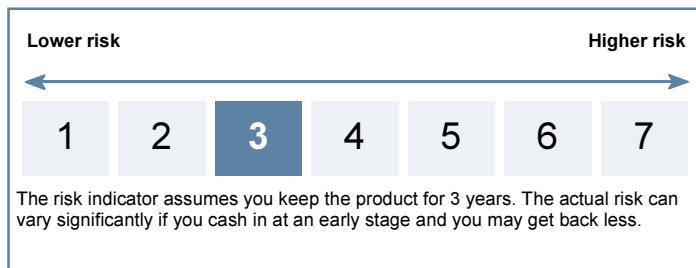 Lower risk Higher risk
1 2 3 4 5 6 7
The risk indicator assumes you keep the product for 3 years. The actual risk can
vary significantly if you cash in at an early stage and you may get back less.